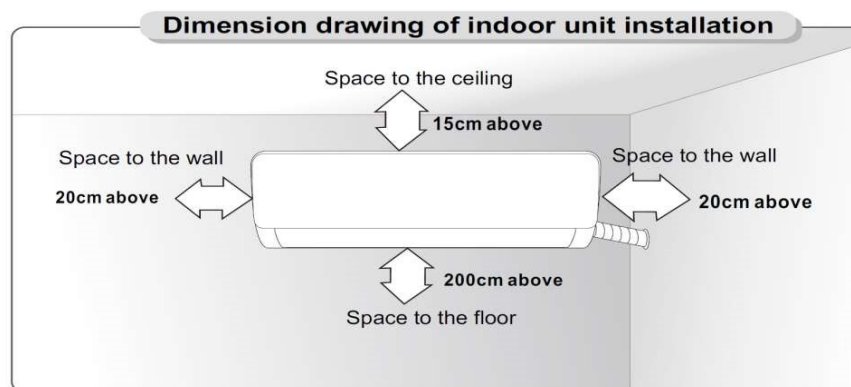 Dimension drawing of indoor unit installation
Space to the ceiling
15cm above
Space to the wall
20cm above
Space to the wall
20cm above
200cm above
Space to the floor